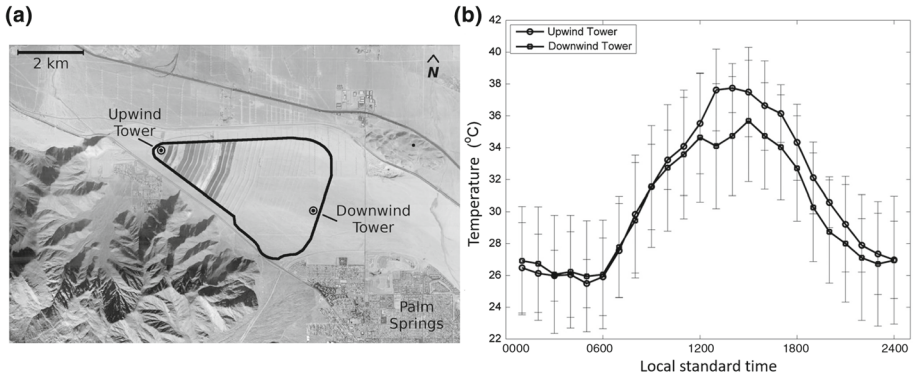 (a)
2 km
N
Upwind
Tower
Downwind
Tower
Palm
Springs
(b)
Upwind Tower
Downwind Tower
Temperature (°C)
42
40
38
36
34
32
30
28
26
24
22
0000 0600 1200 1800 2400
Local standard time